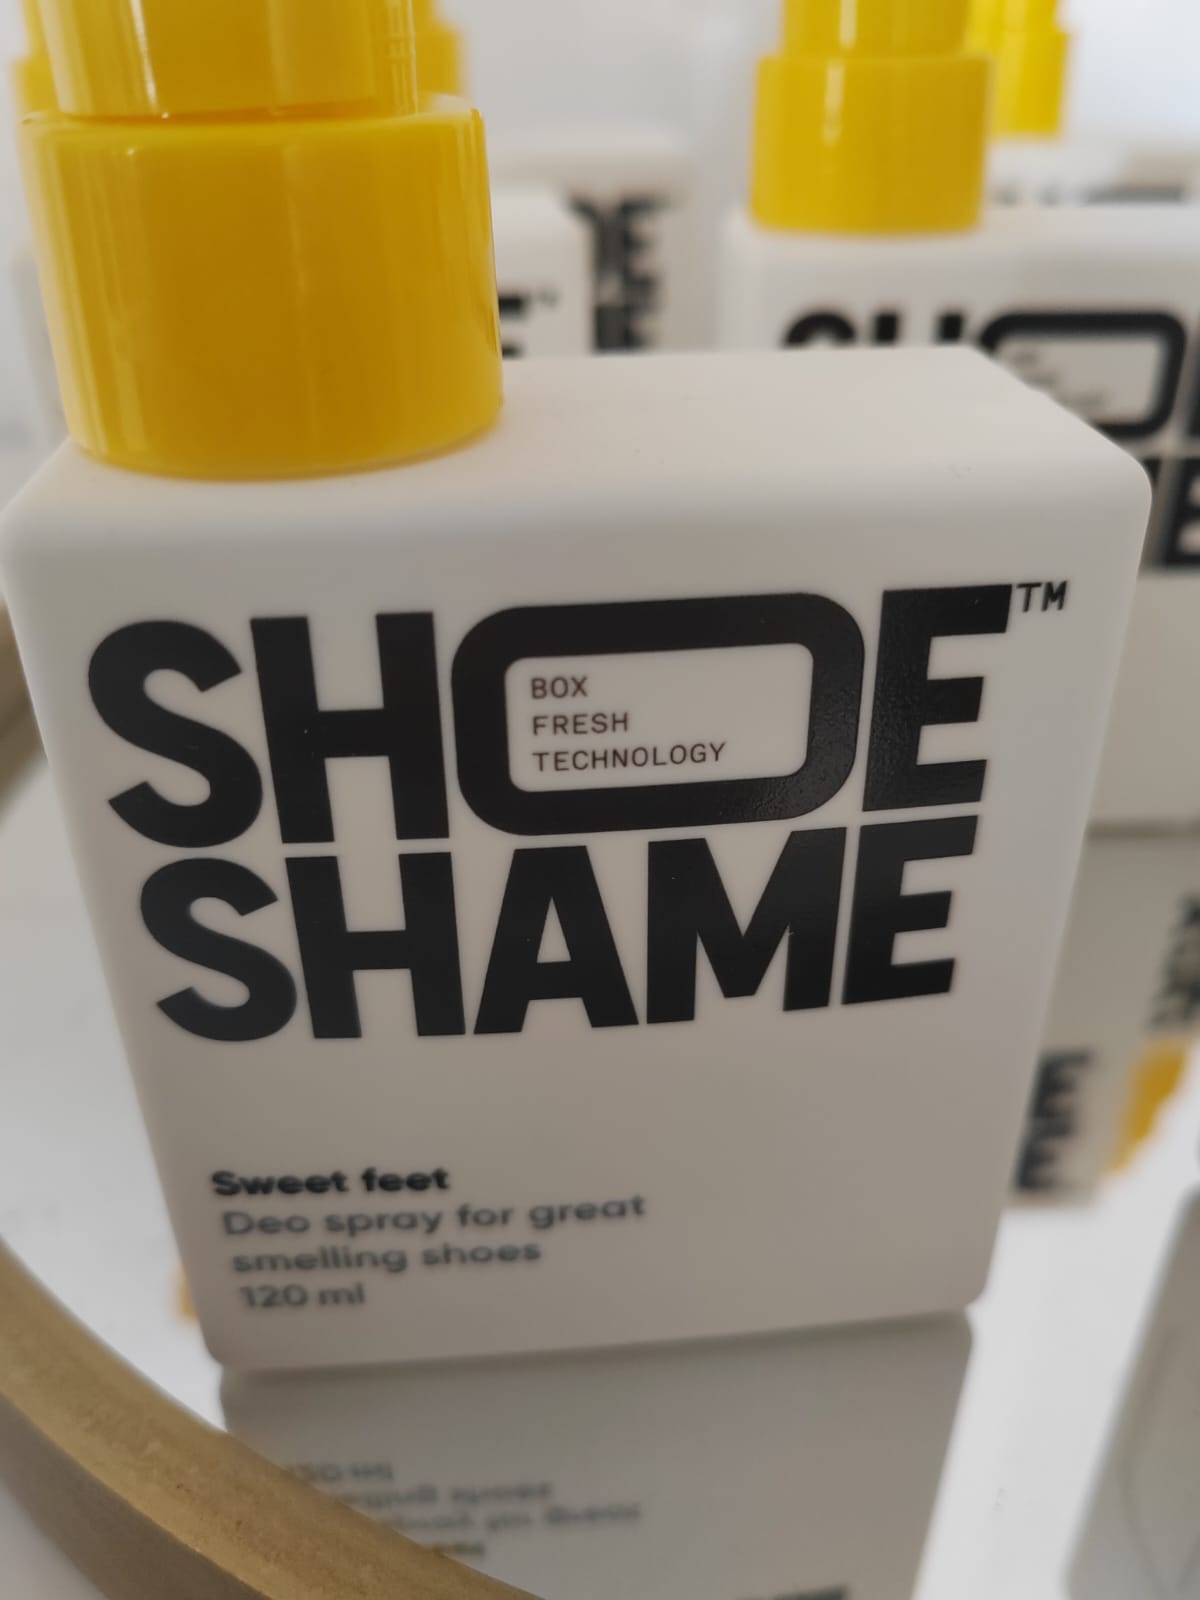 SHOE™
BOX
FRESH
TECHNOLOGY
SHAME
Sweet feet
Deo spray for great
smelling shoes
120 ml